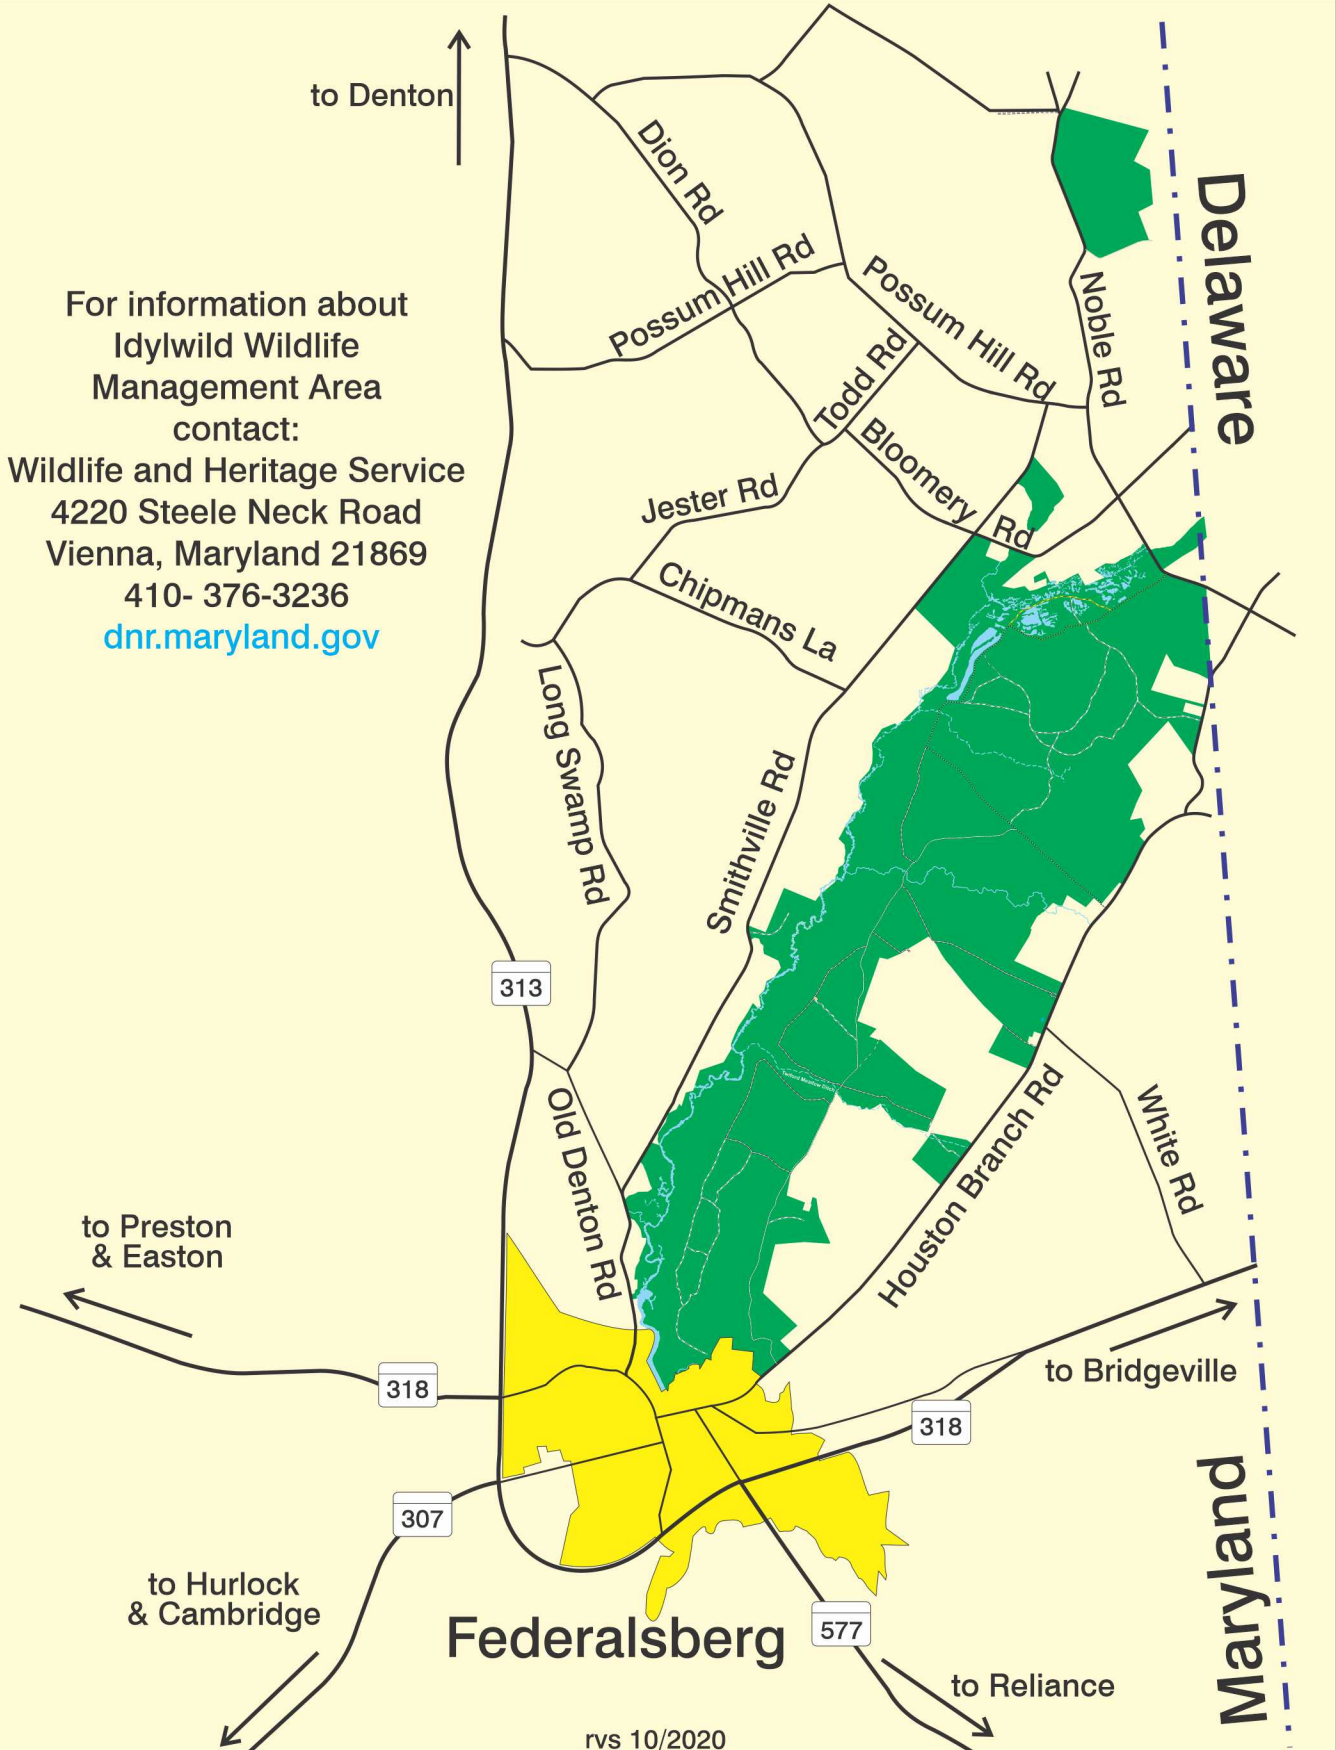 to Denton
Dion Rd
Delaware
Possum Hill Rd
Possum Hill Rd
Noble Rd
For information about
Idylwild Wildlife
Management Area
contact:
Wildlife and Heritage Service
4220 Steele Neck Road
Vienna, Maryland 21869
410- 376-3236
dnr.maryland.gov
Todd Rd
Bloomery Rd
Jester Rd
Chipmans La
Long Swamp Rd
Smithville Rd
313
Twiford Meadow Ditch
Old Denton Rd
Houston Branch Rd
White Rd
to Preston
& Easton
318
to Bridgeville
318
307
Maryland
to Hurlock
& Cambridge
Federalsberg
577
to Reliance
rvs 10/2020